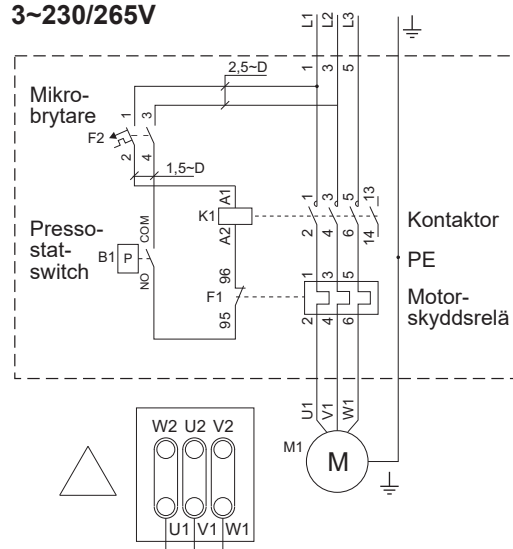 3~230/265V
L1 L2 L3
1 3 5
2,5~D
Mikro-
brytare
1 3
F2
2 4
1,5~D
A1
K1
A2
1 3 5 13
2 4 6 14
Kontaktor
Presso-
stat-
switch
COM
B1 P
NO
PE
96
F1
95
1 3 5
2 4 6
Motor-
skyddsrelä
U1 V1 W1
M1
M
W2 U2 V2
U1 V1 W1